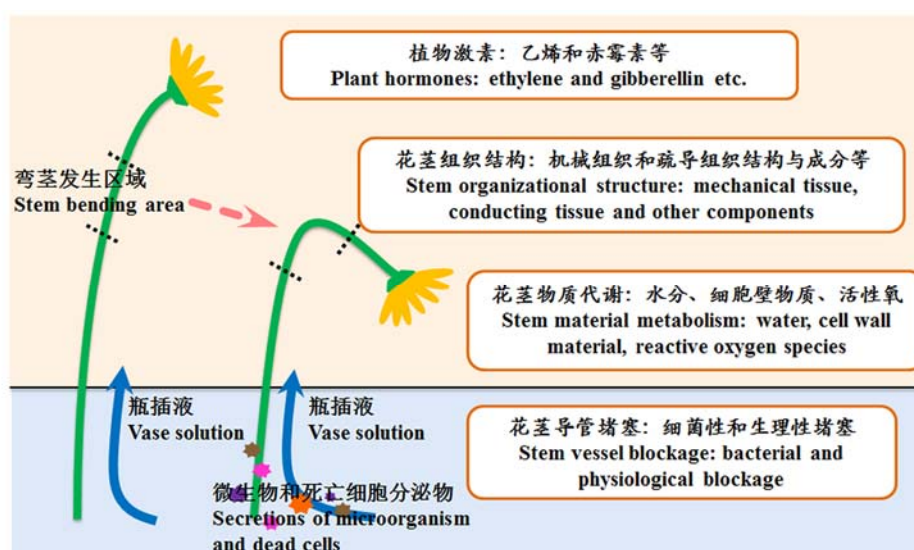 植物激素：乙烯和赤霉素等
Plant hormones: ethylene and gibberellin etc.
花茎组织结构：机械组织和疏导组织结构与成分等
Stem organizational structure: mechanical tissue,
conducting tissue and other components
弯茎发生区域
Stem bending area
花茎物质代谢：水分、细胞壁物质、活性氧
Stem material metabolism: water, cell wall
material, reactive oxygen species
瓶插液
Vase solution
瓶插液
Vase solution
花茎导管堵塞：细菌性和生理性堵塞
Stem vessel blockage: bacterial and
physiological blockage
微生物和死亡细胞分泌物
Secretions of microorganism
and dead cells